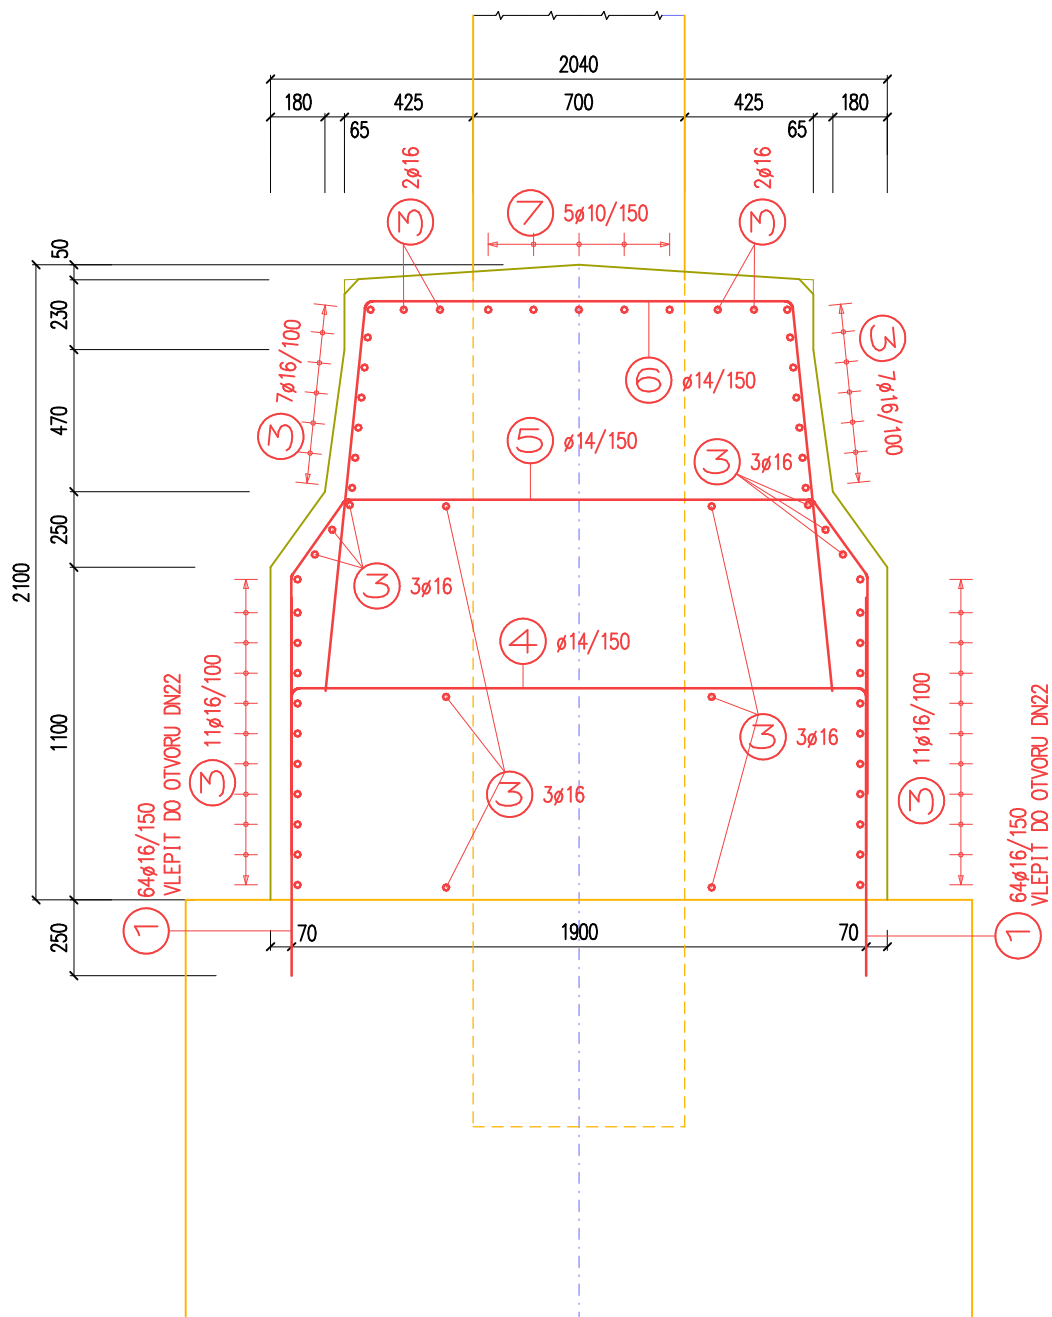 2040
180
425
700
425
180
65
65
3
2ø16
3
2ø16
7
5ø10/150
50
230
470
250
2100
1100
250
3
7ø16/100
3
7ø16/100
6
ø14/150
5
ø14/150
3
3ø16
3
3ø16
4
ø14/150
3
11ø16/100
3
11ø16/100
3
3ø16
3
3ø16
1
64ø16/150
VLEPIT DO OTVORU DN22
1
64ø16/150
VLEPIT DO OTVORU DN22
70
1900
70